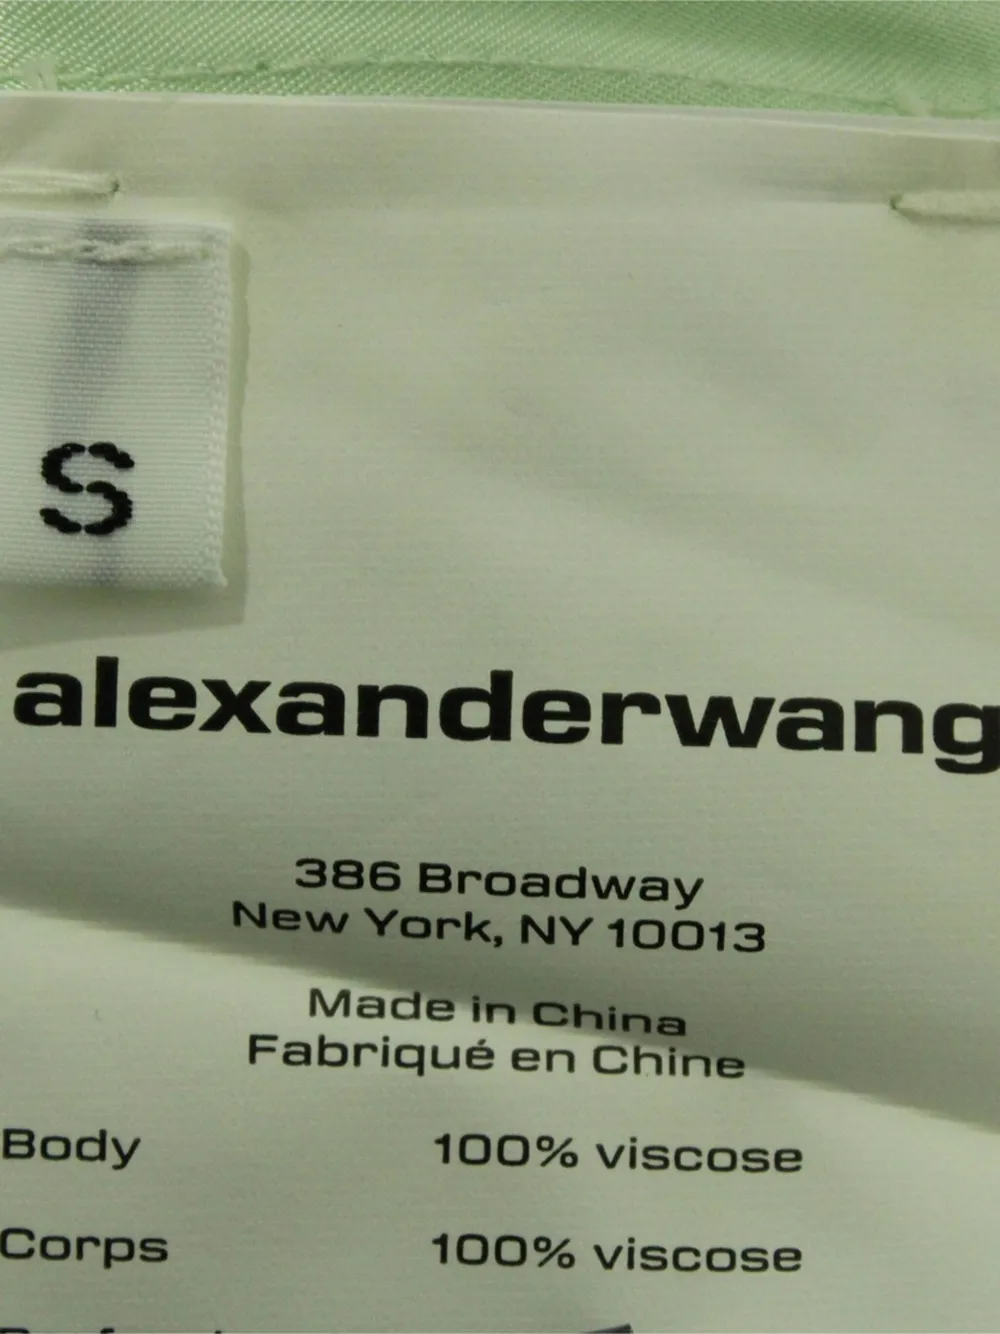 S
alexanderwang
386 Broadway
New York, NY 10013
Made in China
Fabriqué en Chine
Body 100% viscose
Corps 100% viscose